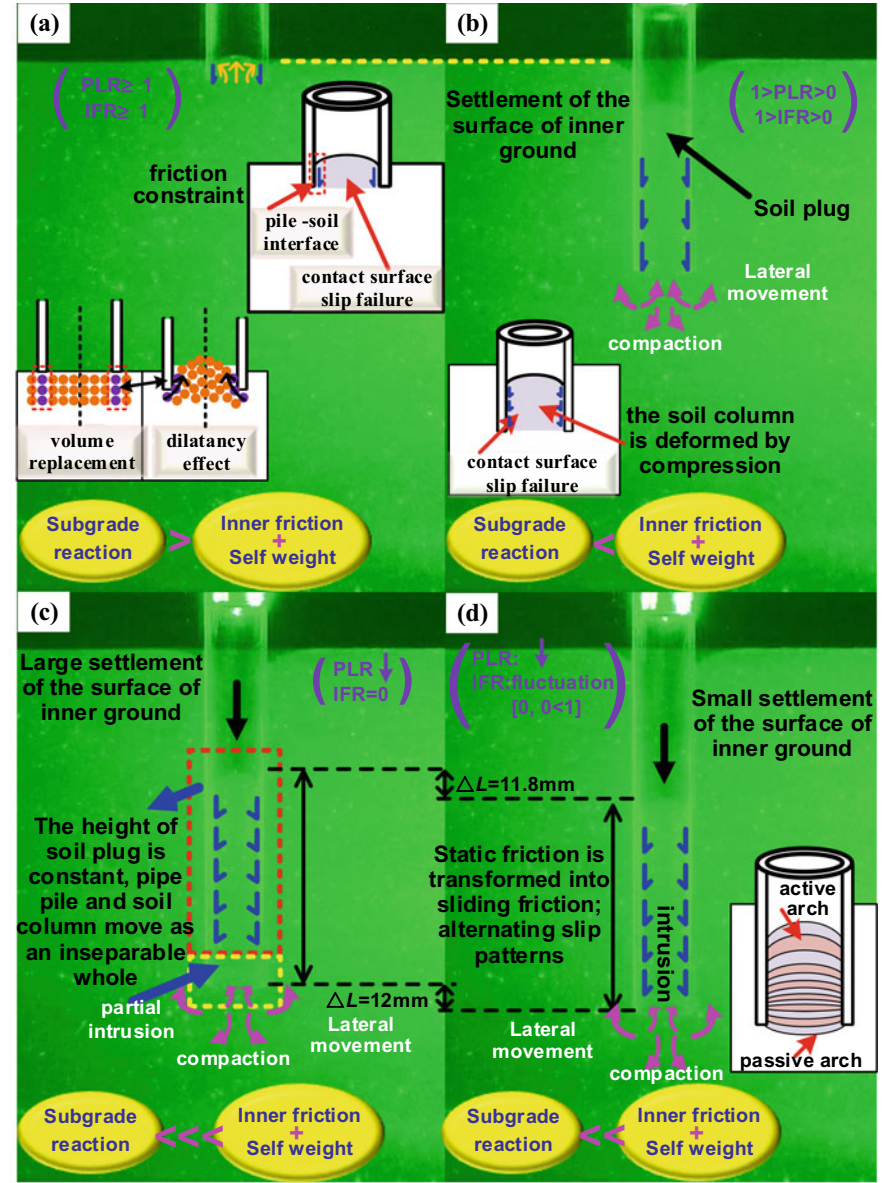 (a)
PLR≥ 1
IFR≥ 1
friction
constraint
pile -soil
interface
contact surface
slip failure
volume
replacement
dilatancy
effect
Subgrade
reaction
>
Inner friction
+
Self weight
(b)
Settlement of the
surface of inner
ground
1>PLR>0
1>IFR>0
Soil plug
Lateral
movement
compaction
the soil column
is deformed by
compression
contact surface
slip failure
Subgrade
reaction
<
Inner friction
+
Self weight
(c)
Large settlement
of the surface of
inner ground
PLR ↓
IFR=0
The height of
soil plug is
constant, pipe
pile and soil
column move as
an inseparable
whole
partial
intrusion
compaction
△L=12mm
Lateral
movement
Subgrade
reaction
<<<
Inner friction
+
Self weight
(d)
PLR: ↓
IFR:fluctuation
[0, 0<1]
Small settlement
of the surface of
inner ground
△L=11.8mm
Static friction is
transformed into
sliding friction;
alternating slip
patterns
intrusion
active
arch
passive arch
Lateral
movement
compaction
Subgrade
reaction
<<
Inner friction
+
Self weight